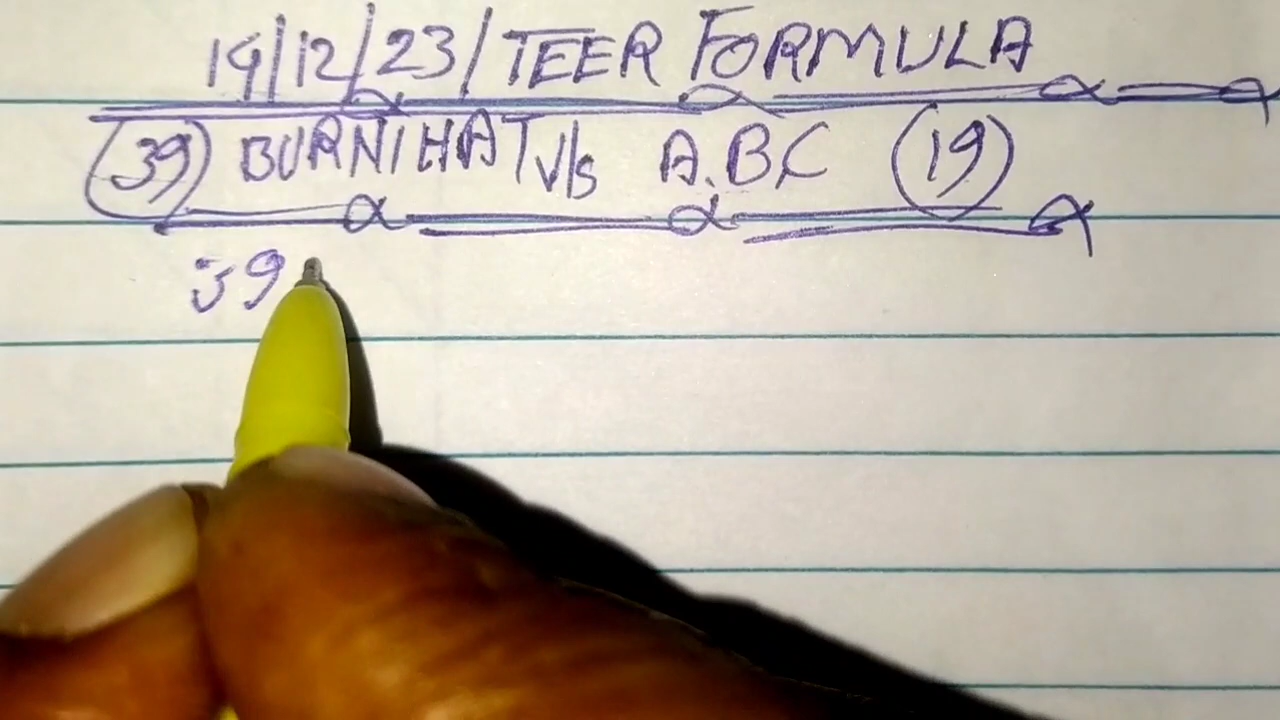 19/12/23/TEER FORMULA
(39) BURNIHAT V/s A.B.C (19)
39